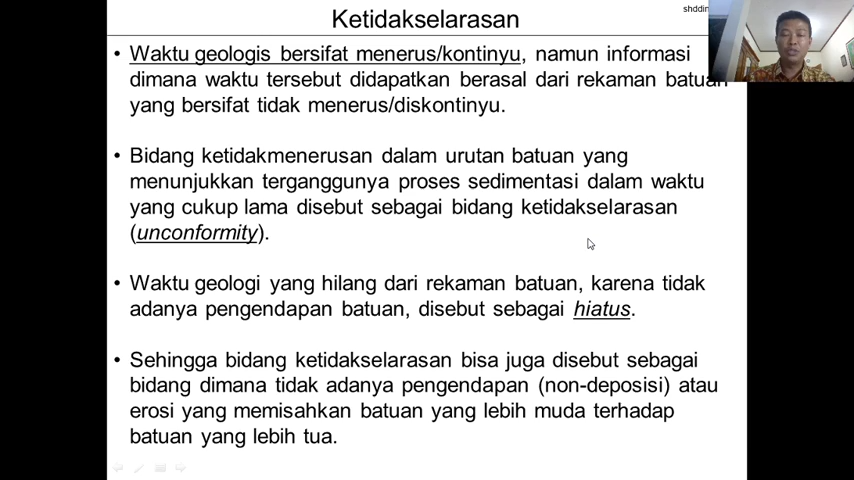 Ketidakselarasan
shddin
• Waktu geologis bersifat menerus/kontinyu, namun informasi
dimana waktu tersebut didapatkan berasal dari rekaman batuan
yang bersifat tidak menerus/diskontinyu.
• Bidang ketidakmenerusan dalam urutan batuan yang
menunjukkan terganggunya proses sedimentasi dalam waktu
yang cukup lama disebut sebagai bidang ketidakselarasan
(unconformity).
• Waktu geologi yang hilang dari rekaman batuan, karena tidak
adanya pengendapan batuan, disebut sebagai hiatus.
• Sehingga bidang ketidakselarasan bisa juga disebut sebagai
bidang dimana tidak adanya pengendapan (non-deposisi) atau
erosi yang memisahkan batuan yang lebih muda terhadap
batuan yang lebih tua.